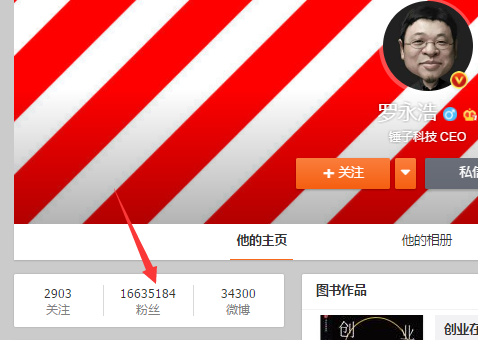 罗永浩
锤子科技 CEO
+ 关注
私信
他的主页
他的相册
2903
关注
16635184
粉丝
34300
微博
图书作品
创业
创业在